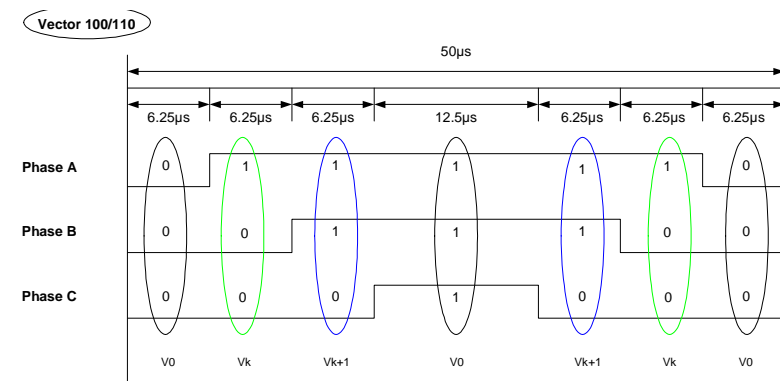 Vector 100/110
50µs
6.25µs 6.25µs 6.25µs 12.5µs 6.25µs 6.25µs 6.25µs
Phase A 0 1 1 1 1 1 0
Phase B 0 0 1 1 1 0 0
Phase C 0 0 0 1 0 0 0
V0 Vk Vk+1 V0 Vk+1 Vk V0